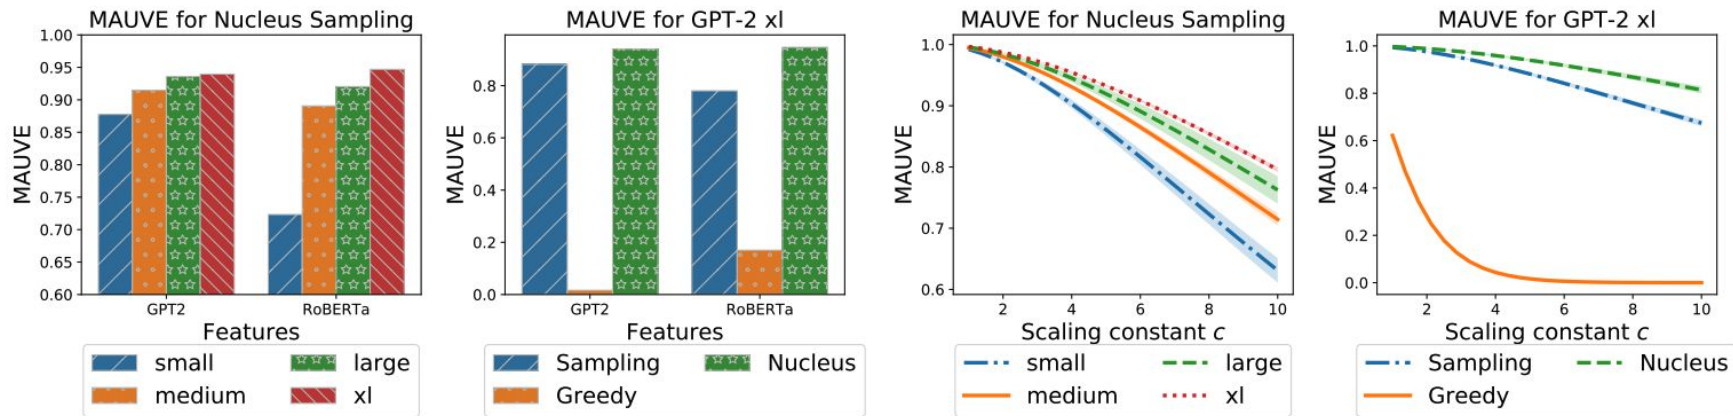 MAUVE for Nucleus Sampling
MAUVE
1.00
0.95
0.90
0.85
0.80
0.75
0.70
0.65
0.60
GPT2
RoBERTa
Features
small
large
medium
xl
MAUVE for GPT-2 xl
MAUVE
0.8
0.6
0.4
0.2
0.0
GPT2
RoBERTa
Features
Sampling
Nucleus
Greedy
MAUVE for Nucleus Sampling
MAUVE
1.0
0.9
0.8
0.7
0.6
2 4 6 8 10
Scaling constant c
small
large
medium
xl
MAUVE for GPT-2 xl
MAUVE
1.0
0.8
0.6
0.4
0.2
0.0
2 4 6 8 10
Scaling constant c
Sampling
Nucleus
Greedy